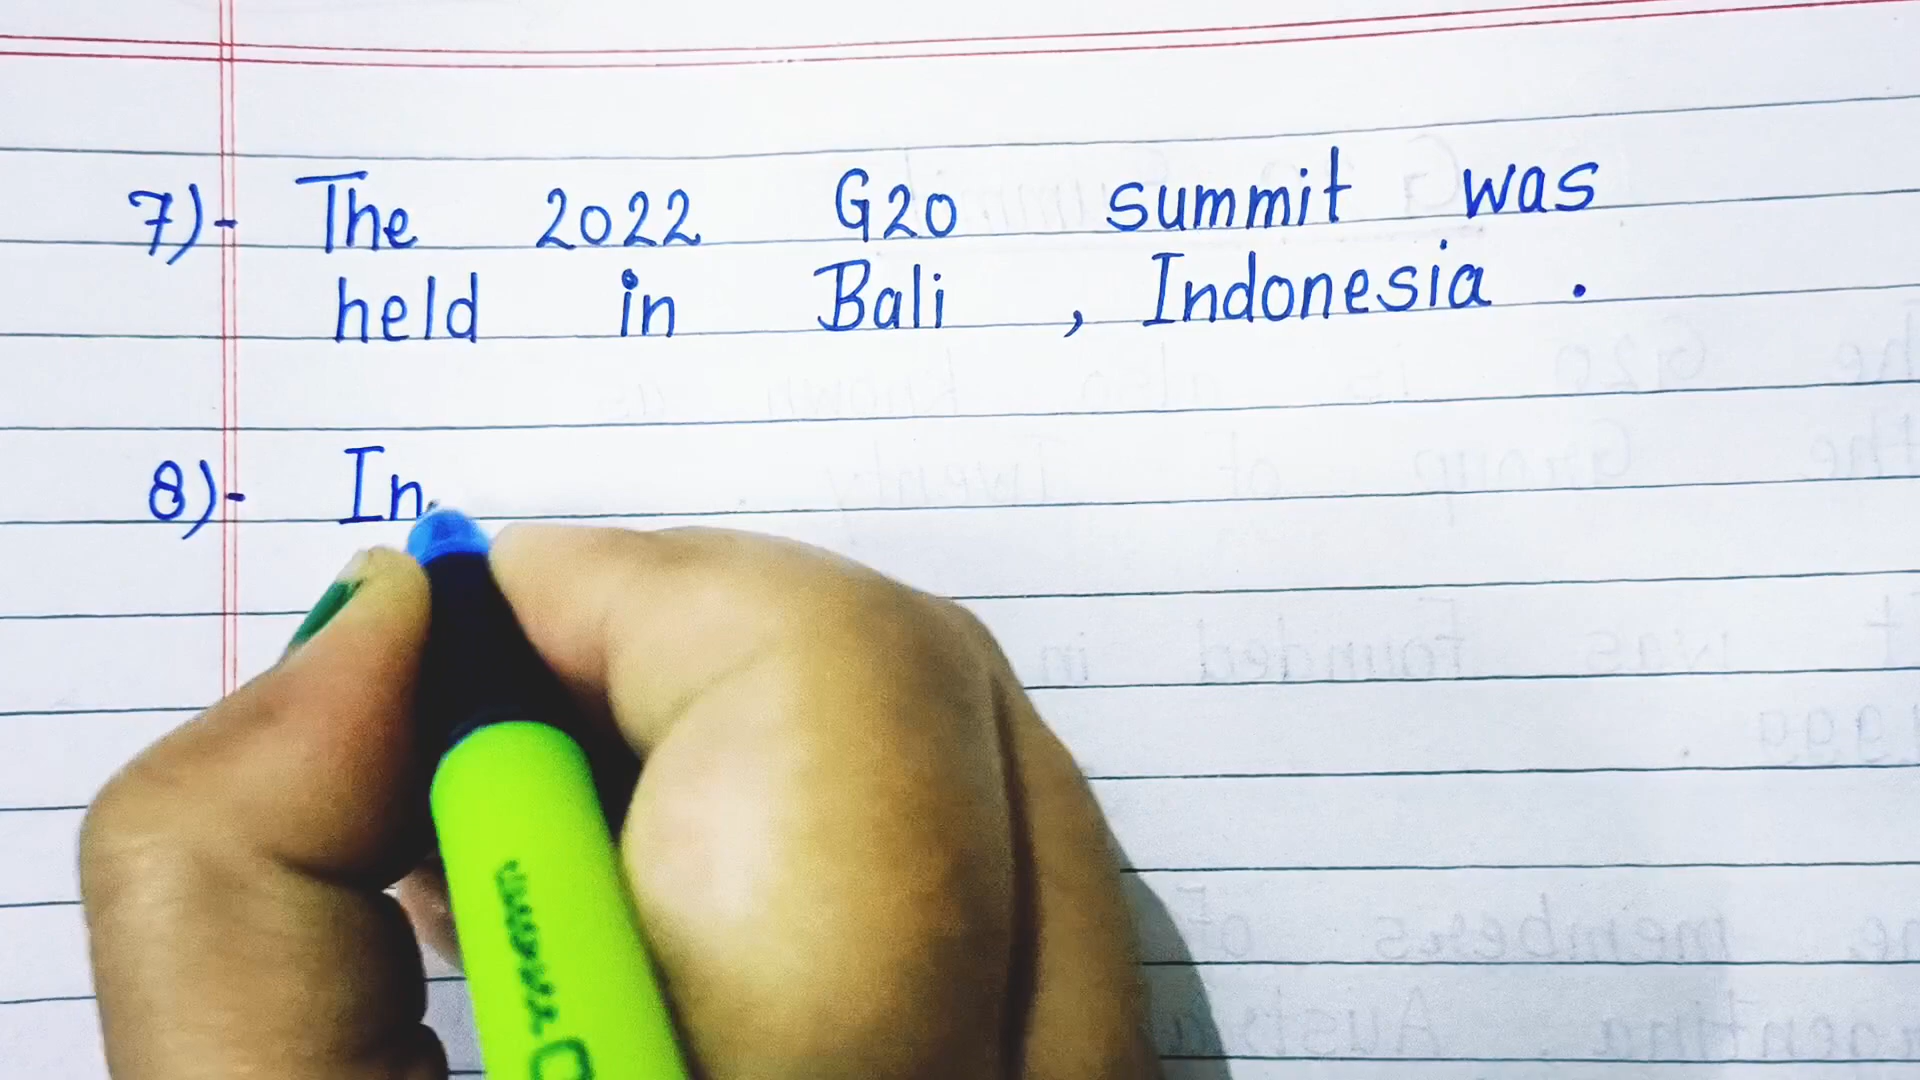 7)- The 2022 G20 summit was
held in Bali , Indonesia .
8)- In